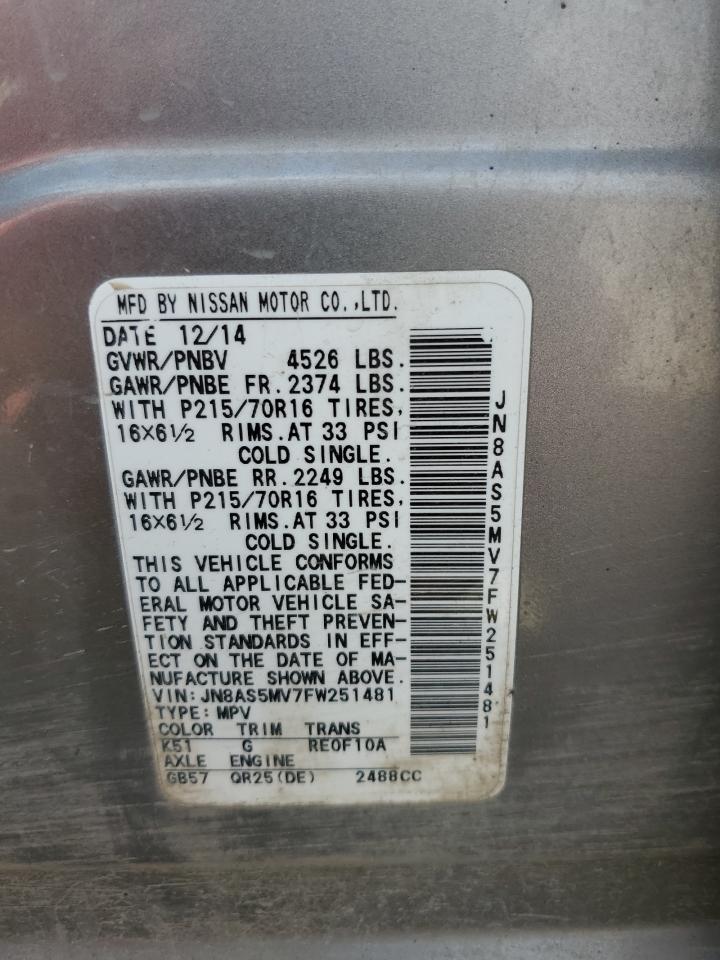 MFD BY NISSAN MOTOR CO.,LTD.
DATE 12/14
GVWR/PNBV 4526 LBS.
GAWR/PNBE FR.2374 LBS.
WITH P215/70R16 TIRES,
16X6½ RIMS.AT 33 PSI
COLD SINGLE.
GAWR/PNBE RR.2249 LBS.
WITH P215/70R16 TIRES,
16X6½ RIMS.AT 33 PSI
COLD SINGLE.
THIS VEHICLE CONFORMS
TO ALL APPLICABLE FED-
ERAL MOTOR VEHICLE SA-
FETY AND THEFT PREVEN-
TION STANDARDS IN EFF-
ECT ON THE DATE OF MA-
NUFACTURE SHOWN ABOVE.
VIN:JN8AS5MV7FW251481
TYPE:MPV
COLOR TRIM TRANS
K51 G RE0F10A
AXLE ENGINE
GB57 QR25(DE) 2488CC
JN8AS5MV7FW251481